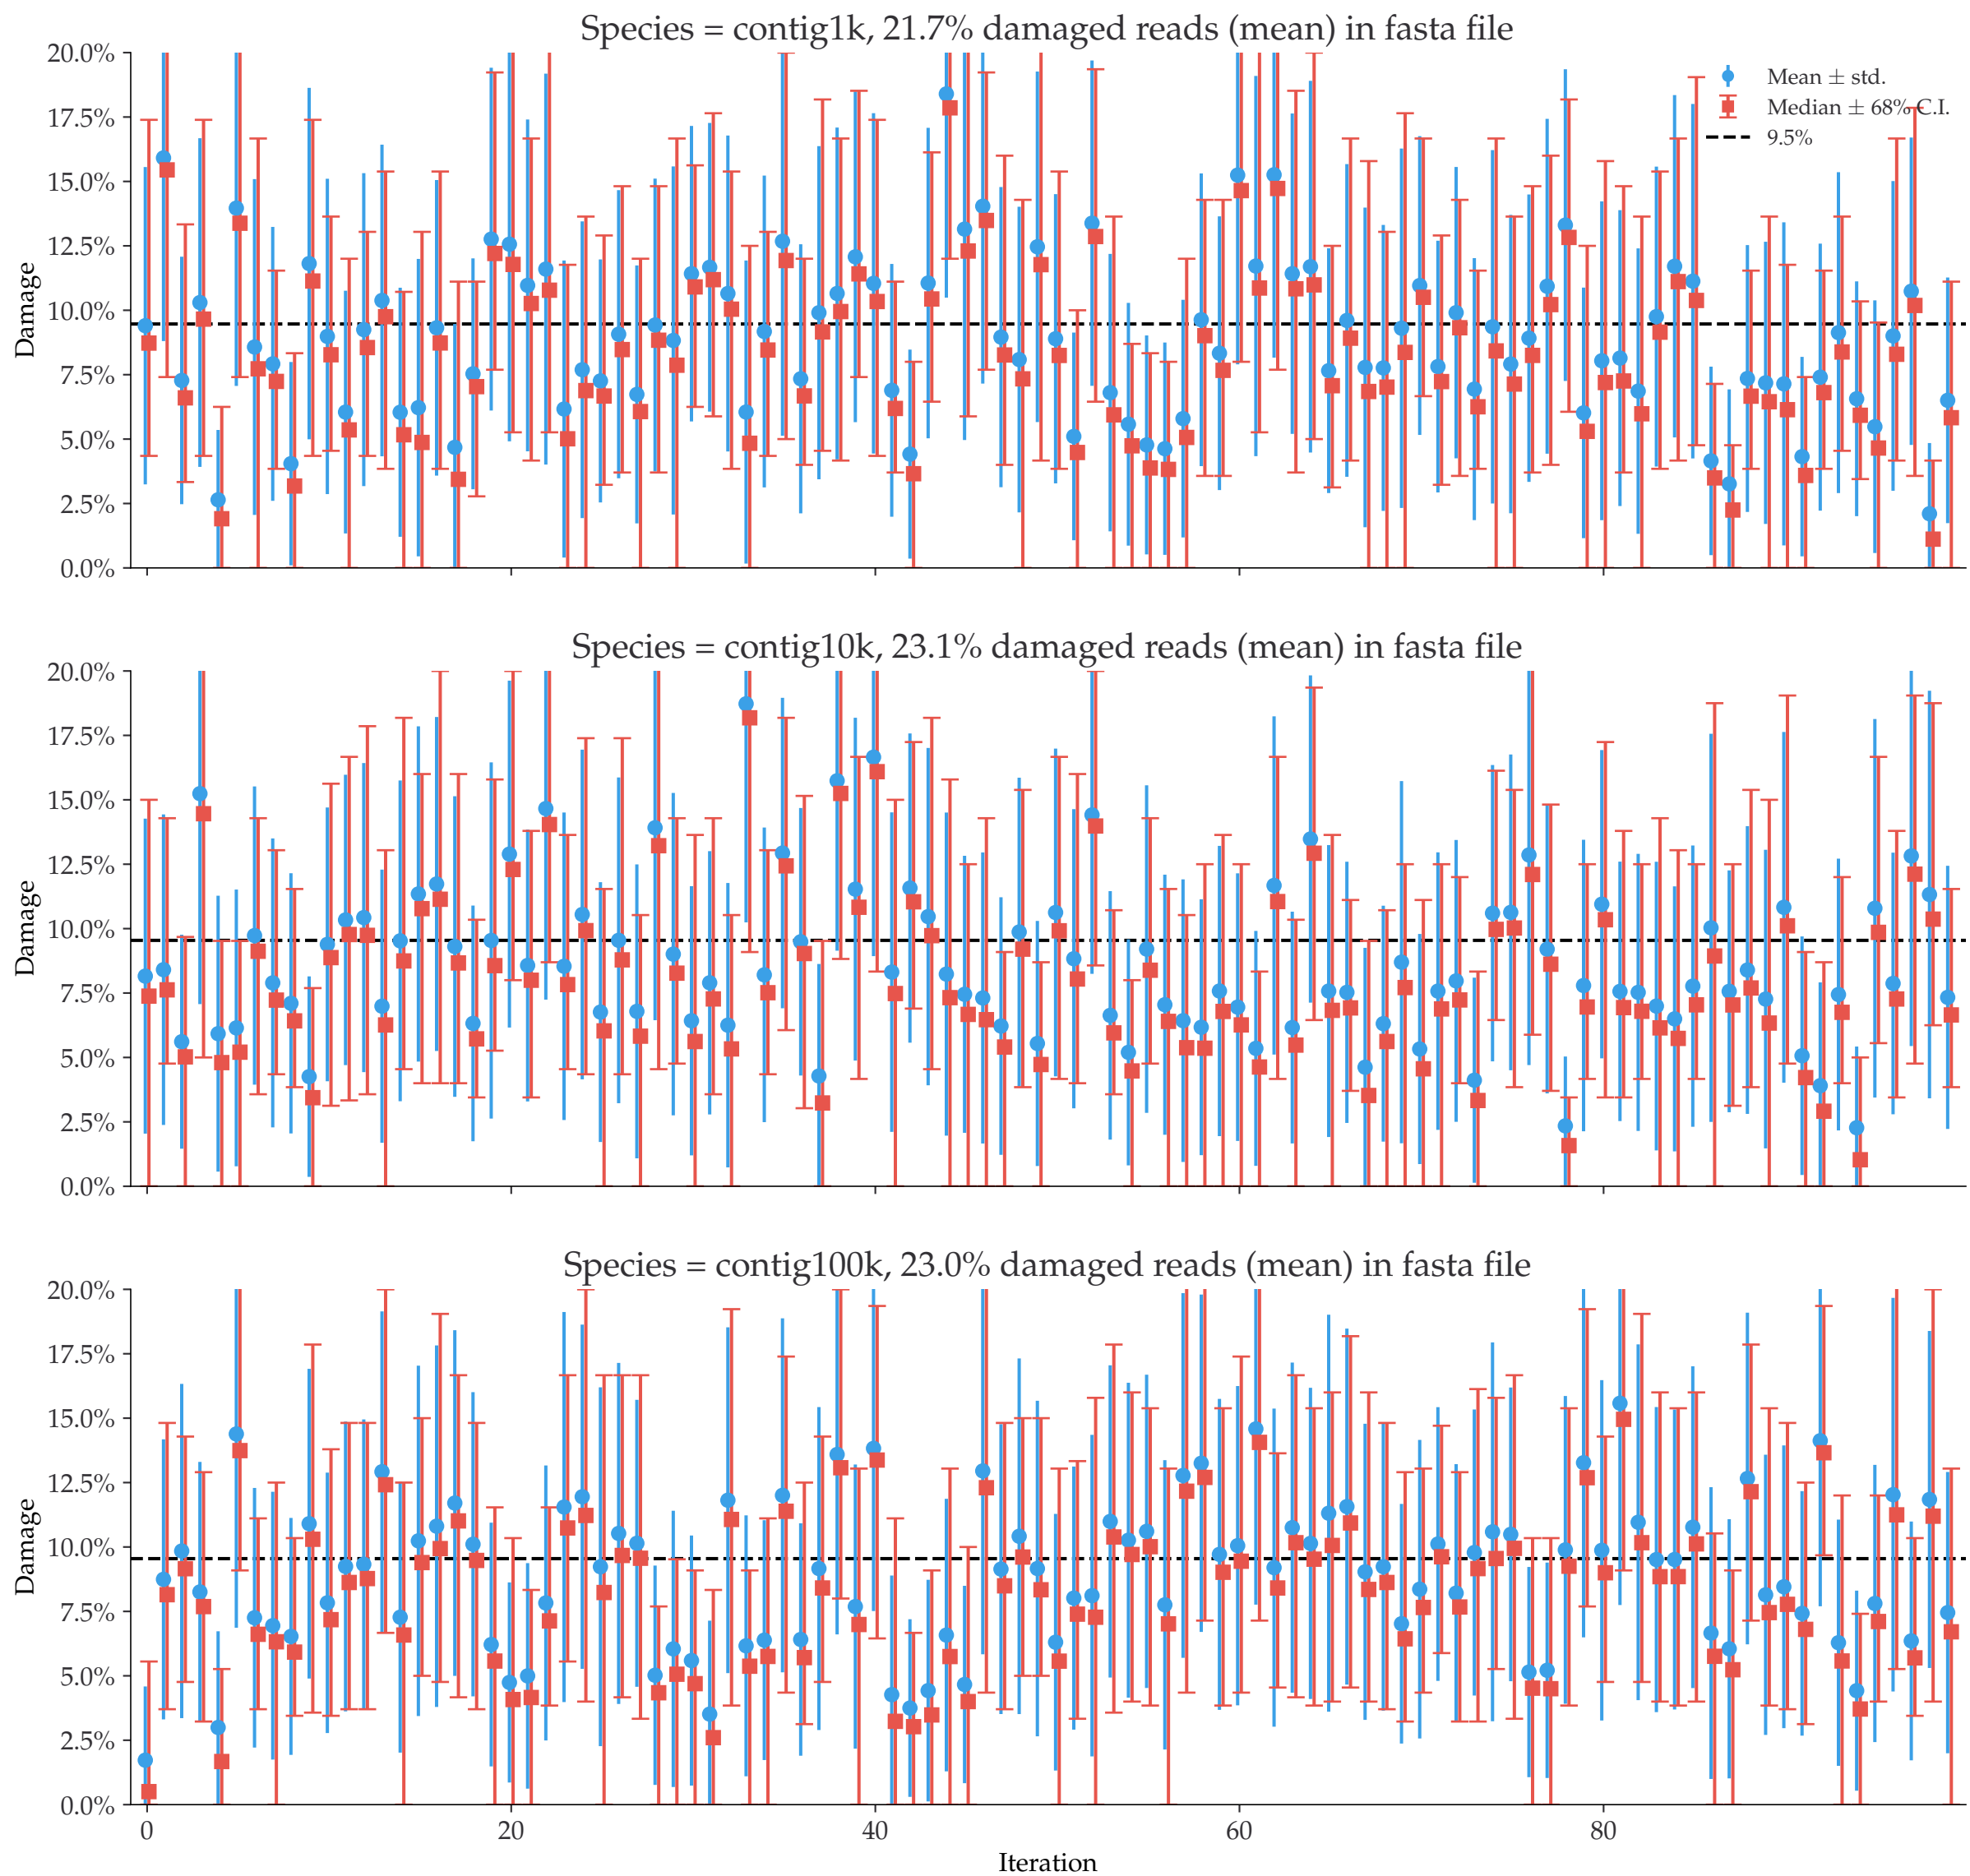 Species = contig1k, 21.7% damaged reads (mean) in fasta file
20.0%
17.5%
15.0%
12.5%
10.0%
7.5%
5.0%
2.5%
0.0%
Damage
Mean ± std.
Median ± 68% C.I.
9.5%
Species = contig10k, 23.1% damaged reads (mean) in fasta file
20.0%
17.5%
15.0%
12.5%
10.0%
7.5%
5.0%
2.5%
0.0%
Damage
Species = contig100k, 23.0% damaged reads (mean) in fasta file
20.0%
17.5%
15.0%
12.5%
10.0%
7.5%
5.0%
2.5%
0.0%
Damage
0 20 40 60 80
Iteration